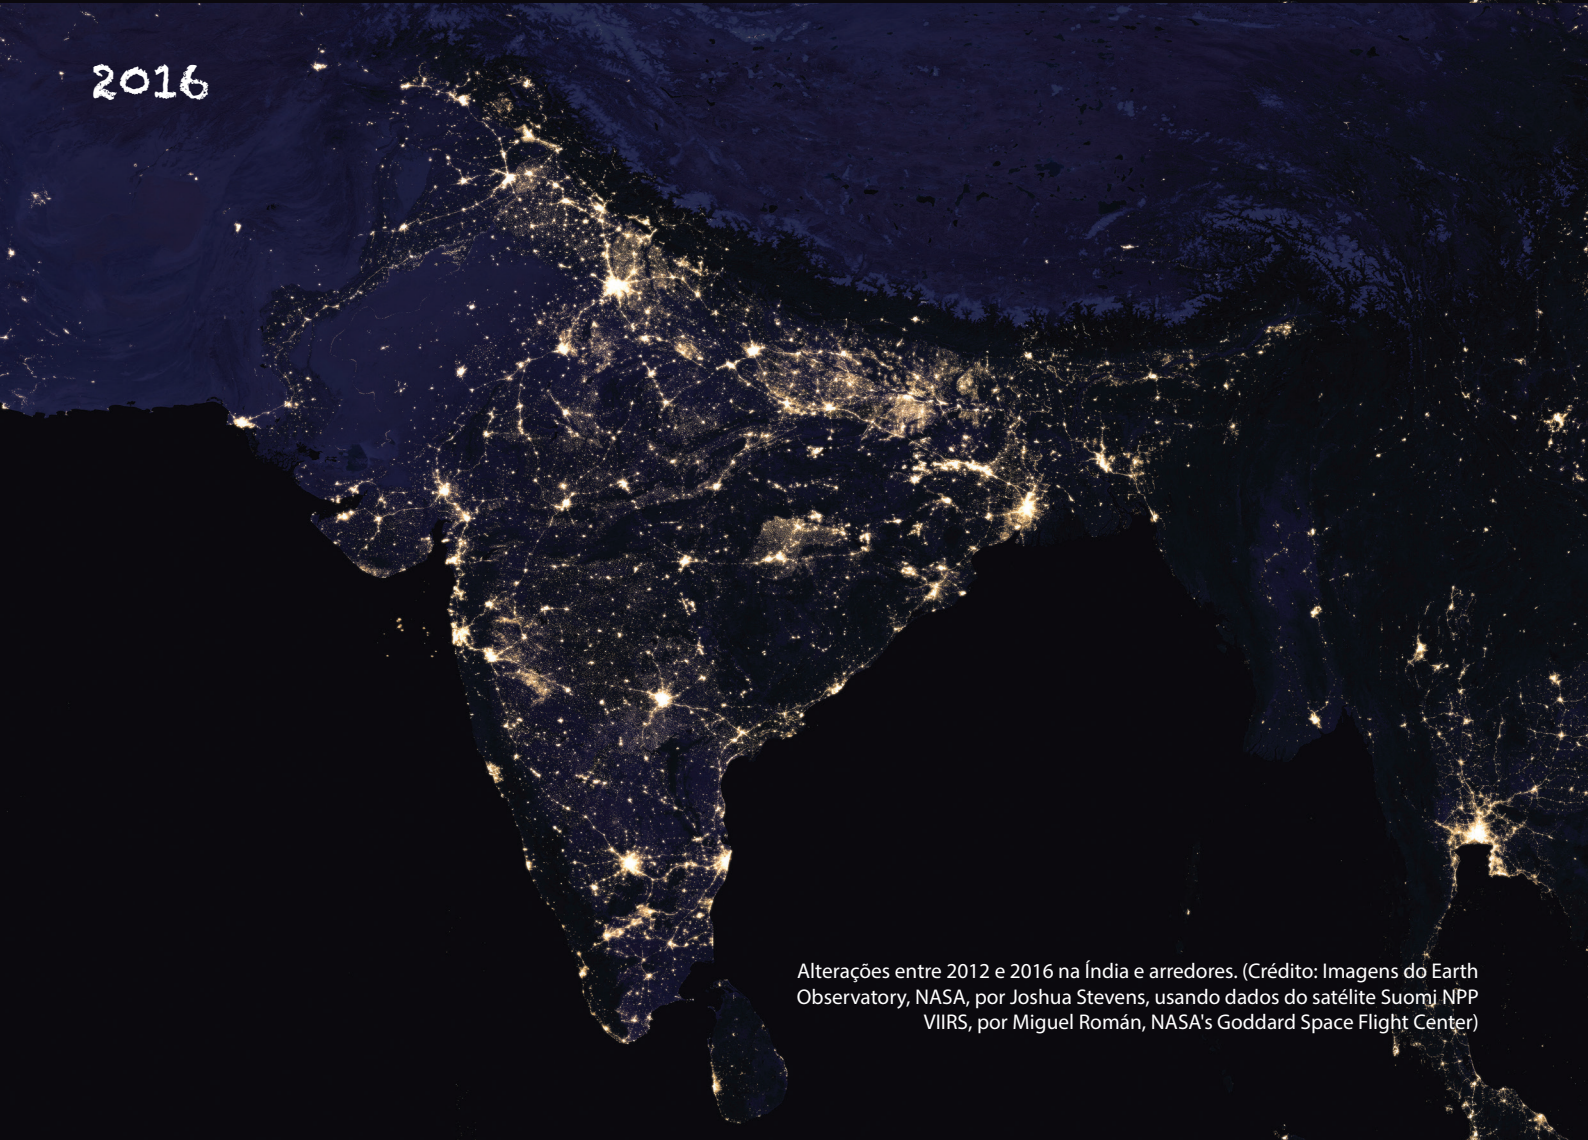 2016
Alterações entre 2012 e 2016 na Índia e arredores. (Crédito: Imagens do Earth
Observatory, NASA, por Joshua Stevens, usando dados do satélite Suomi NPP
VIIRS, por Miguel Román, NASA's Goddard Space Flight Center)